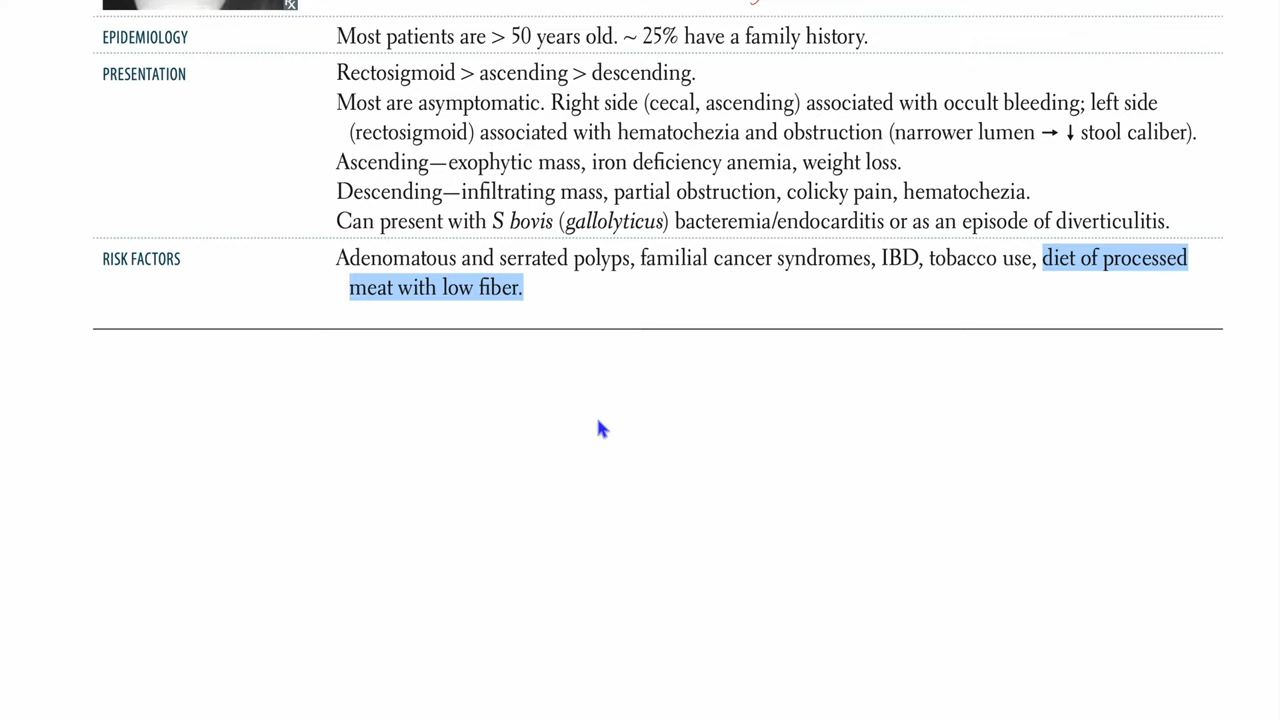 EPIDEMIOLOGY Most patients are > 50 years old. ~ 25% have a family history.
PRESENTATION Rectosigmoid > ascending > descending.
Most are asymptomatic. Right side (cecal, ascending) associated with occult bleeding; left side
(rectosigmoid) associated with hematochezia and obstruction (narrower lumen → ↓ stool caliber).
Ascending—exophytic mass, iron deficiency anemia, weight loss.
Descending—infiltrating mass, partial obstruction, colicky pain, hematochezia.
Can present with S bovis (gallolyticus) bacteremia/endocarditis or as an episode of diverticulitis.
RISK FACTORS Adenomatous and serrated polyps, familial cancer syndromes, IBD, tobacco use, diet of processed
meat with low fiber.